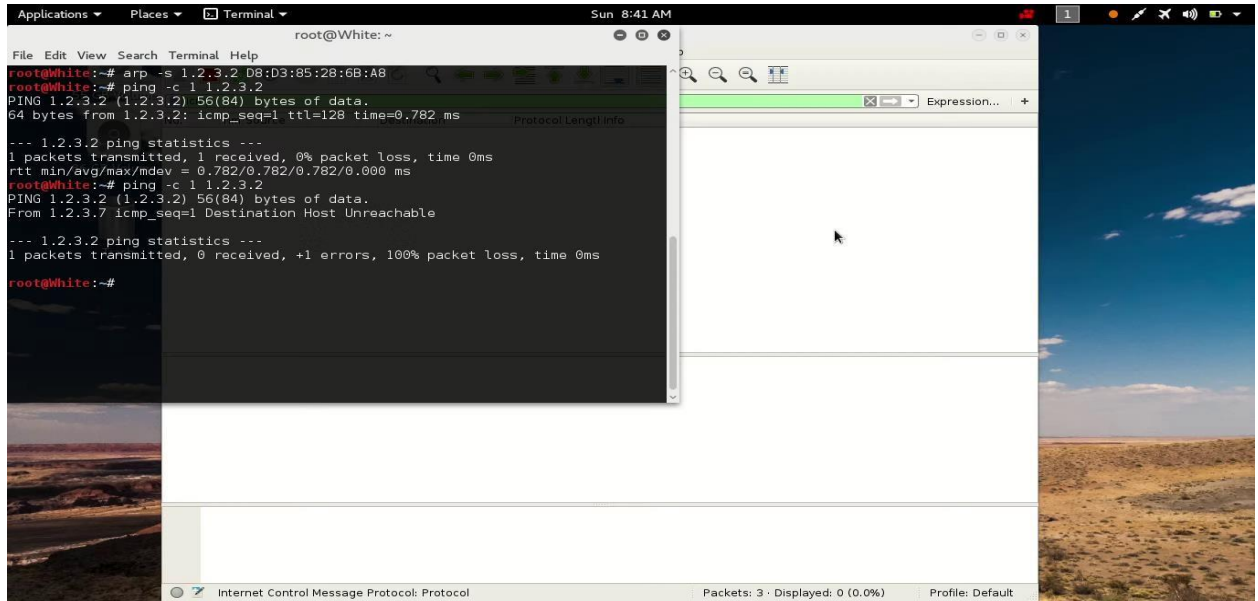 Applications Places Terminal Sun 8:41 AM 1
root@White: ~
File Edit View Search Terminal Help
root@White:~# arp -s 1.2.3.2 D8:D3:85:28:6B:A8
root@White:~# ping -c 1 1.2.3.2
PING 1.2.3.2 (1.2.3.2) 56(84) bytes of data.
64 bytes from 1.2.3.2: icmp_seq=1 ttl=128 time=0.782 ms
--- 1.2.3.2 ping statistics ---
1 packets transmitted, 1 received, 0% packet loss, time 0ms
rtt min/avg/max/mdev = 0.782/0.782/0.782/0.000 ms
root@White:~# ping -c 1 1.2.3.2
PING 1.2.3.2 (1.2.3.2) 56(84) bytes of data.
From 1.2.3.7 icmp_seq=1 Destination Host Unreachable
--- 1.2.3.2 ping statistics ---
1 packets transmitted, 0 received, +1 errors, 100% packet loss, time 0ms
root@White:~#
Expression... +
Protocol Length Info
Internet Control Message Protocol: Protocol Packets: 3 · Displayed: 0 (0.0%) Profile: Default